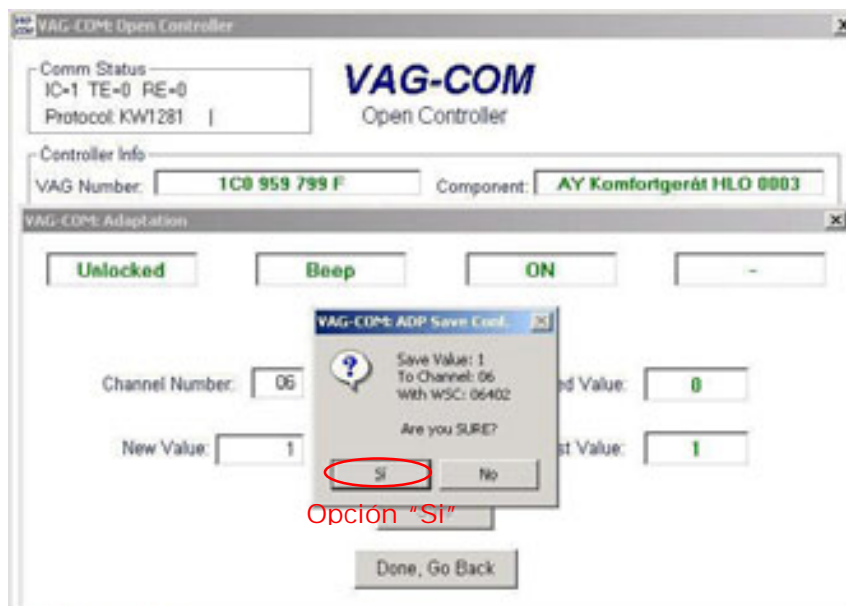 VAG-COM: Open Controller
Comm Status
IC=1 TE=0 RE=0
Protocol: KW1281
VAG-COM
Open Controller
Controller Info
VAG Number: 1C0 959 799 F Component: AY Komfortgerät HLO 0003
VAG-COM: Adaptation
Unlocked Beep ON -
VAG-COM: ADP Save Conf.
Save Value: 1
To Channel: 06
With WSC: 06402
Are you SURE?
Sí No
Channel Number: 06 ed Value: 0
New Value: 1 st Value: 1
Opción "Si"
Done, Go Back